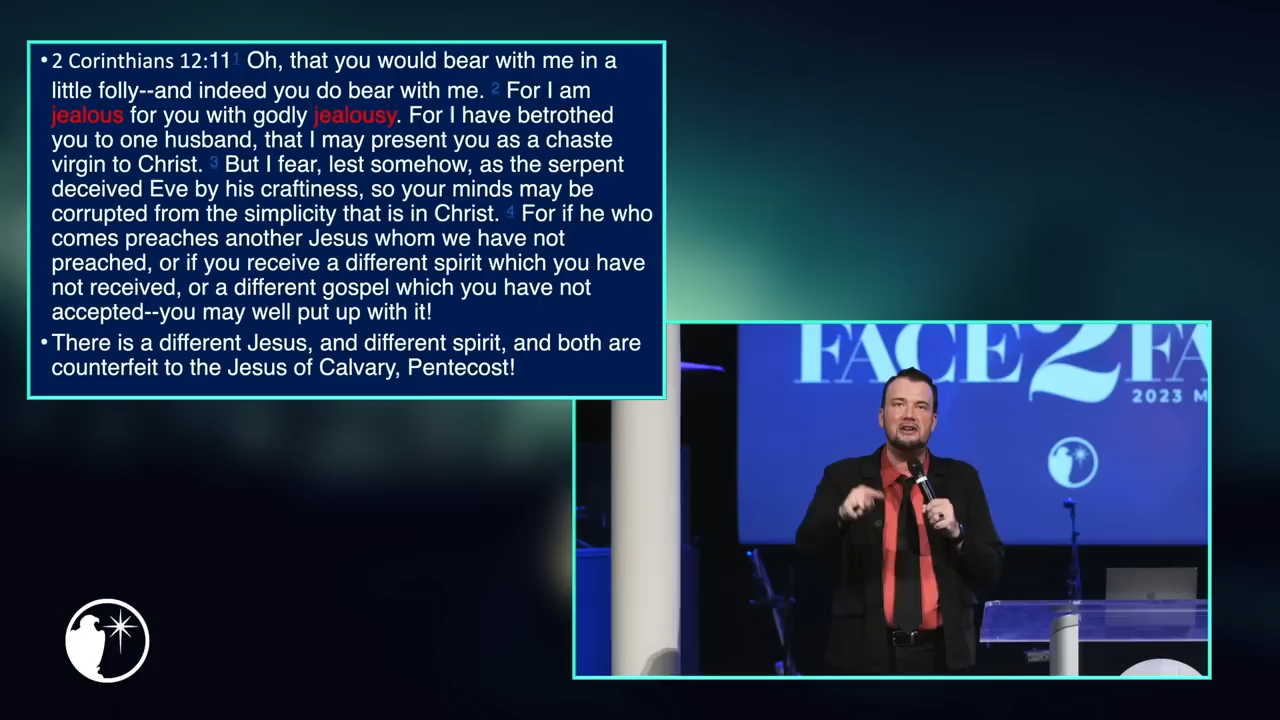 •2 Corinthians 12:11 1 Oh, that you would bear with me in a
little folly--and indeed you do bear with me. 2 For I am
jealous for you with godly jealousy. For I have betrothed
you to one husband, that I may present you as a chaste
virgin to Christ. 3 But I fear, lest somehow, as the serpent
deceived Eve by his craftiness, so your minds may be
corrupted from the simplicity that is in Christ. 4 For if he who
comes preaches another Jesus whom we have not
preached, or if you receive a different spirit which you have
not received, or a different gospel which you have not
accepted--you may well put up with it!
•There is a different Jesus, and different spirit, and both are
counterfeit to the Jesus of Calvary, Pentecost!
FACE2FA
2023 M